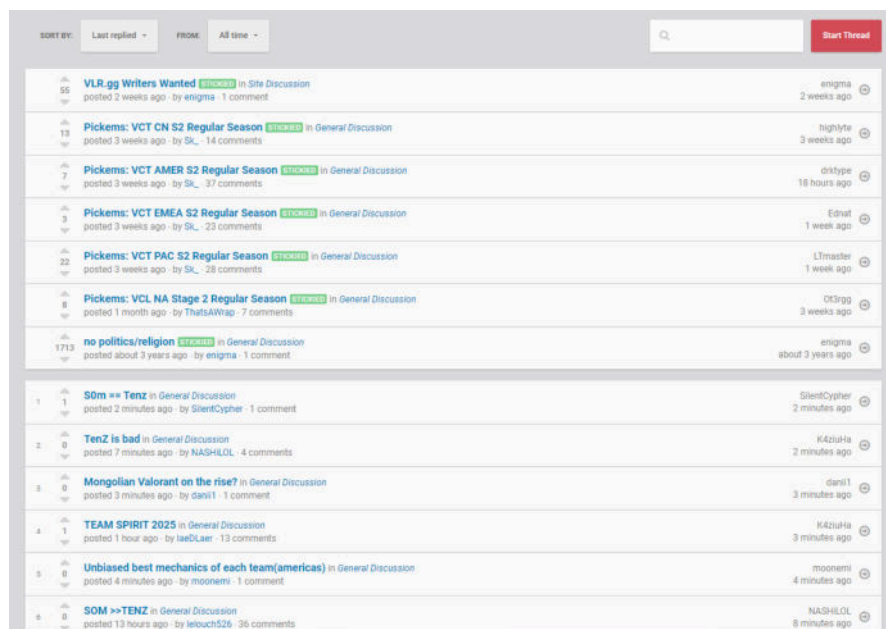 SORT BY: Last replied FROM: All time Start Thread
55 VLR.gg Writers Wanted STICKIED in Site Discussion enigma
posted 2 weeks ago · by enigma · 1 comment 2 weeks ago
13 Pickems: VCT CN S2 Regular Season STICKIED in General Discussion highlyte
posted 3 weeks ago · by Sk_ · 14 comments 3 weeks ago
7 Pickems: VCT AMER S2 Regular Season STICKIED in General Discussion drktype
posted 3 weeks ago · by Sk_ · 37 comments 18 hours ago
3 Pickems: VCT EMEA S2 Regular Season STICKIED in General Discussion Ednat
posted 3 weeks ago · by Sk_ · 23 comments 1 week ago
22 Pickems: VCT PAC S2 Regular Season STICKIED in General Discussion LTmaster
posted 3 weeks ago · by Sk_ · 28 comments 1 week ago
8 Pickems: VCL NA Stage 2 Regular Season STICKIED in General Discussion 0t3rgg
posted 1 month ago · by ThatsAWrap · 7 comments 3 weeks ago
1713 no politics/religion STICKIED in General Discussion enigma
posted about 3 years ago · by enigma · 1 comment about 3 years ago
1 1 S0m == Tenz in General Discussion SilentCypher
posted 2 minutes ago · by SilentCypher · 1 comment 2 minutes ago
2 0 TenZ is bad in General Discussion K4ziuHa
posted 7 minutes ago · by NASHiLOL · 4 comments 2 minutes ago
3 0 Mongolian Valorant on the rise? in General Discussion danii1
posted 3 minutes ago · by danii1 · 1 comment 3 minutes ago
4 1 TEAM SPIRIT 2025 in General Discussion K4ziuHa
posted 1 hour ago · by IaeDLaer · 13 comments 3 minutes ago
5 0 Unbiased best mechanics of each team(americas) in General Discussion moonemi
posted 4 minutes ago · by moonemi · 1 comment 4 minutes ago
6 0 SOM >>TENZ in General Discussion NASHiLOL
posted 13 hours ago · by lelouch526 · 36 comments 8 minutes ago